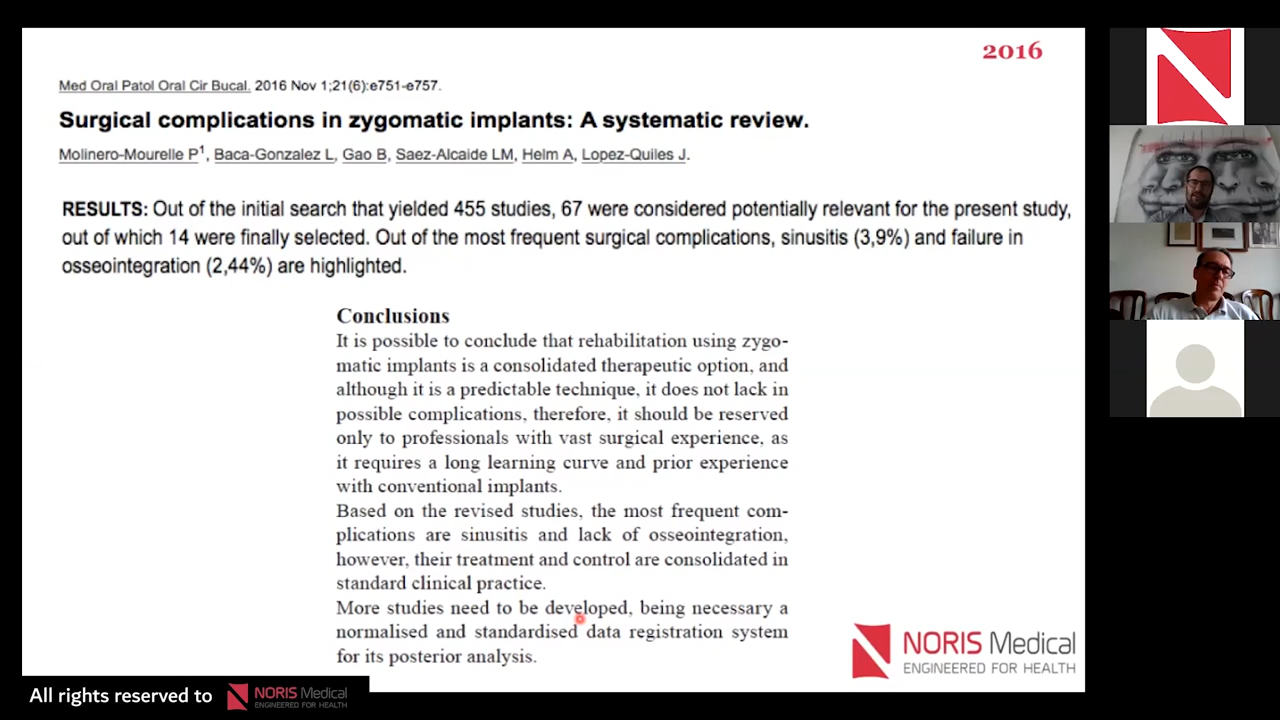 2016
Med Oral Patol Oral Cir Bucal. 2016 Nov 1;21(6):e751-e757.
Surgical complications in zygomatic implants: A systematic review.
Molinero-Mourelle P1, Baca-Gonzalez L, Gao B, Saez-Alcaide LM, Helm A, Lopez-Quiles J.
RESULTS: Out of the initial search that yielded 455 studies, 67 were considered potentially relevant for the present study,
out of which 14 were finally selected. Out of the most frequent surgical complications, sinusitis (3,9%) and failure in
osseointegration (2,44%) are highlighted.
Conclusions
It is possible to conclude that rehabilitation using zygo-
matic implants is a consolidated therapeutic option, and
although it is a predictable technique, it does not lack in
possible complications, therefore, it should be reserved
only to professionals with vast surgical experience, as
it requires a long learning curve and prior experience
with conventional implants.
Based on the revised studies, the most frequent com-
plications are sinusitis and lack of osseointegration,
however, their treatment and control are consolidated in
standard clinical practice.
More studies need to be developed, being necessary a
normalised and standardised data registration system
for its posterior analysis.
NORIS Medical
ENGINEERED FOR HEALTH
All rights reserved to
NORIS Medical
ENGINEERED FOR HEALTH